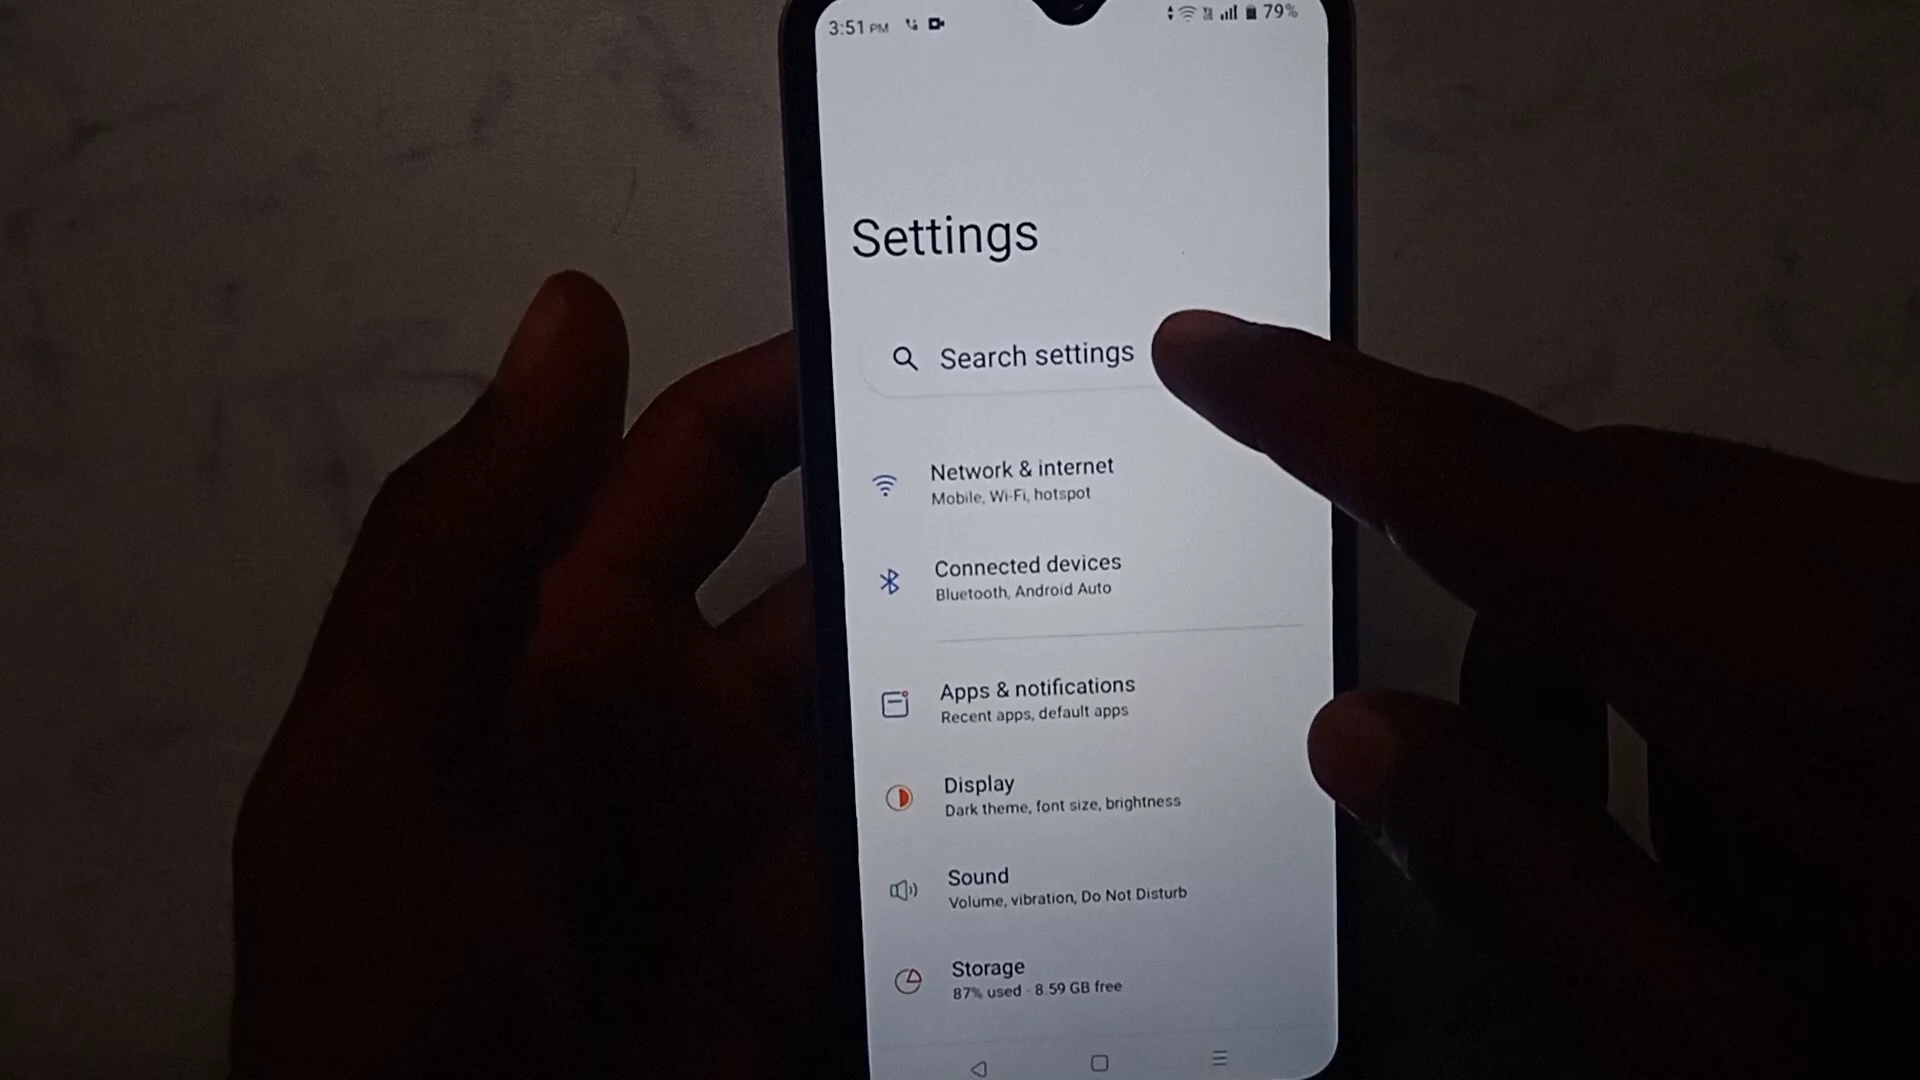 3:51 PM
79%
Settings
Search settings
Network & internet
Mobile, Wi-Fi, hotspot
Connected devices
Bluetooth, Android Auto
Apps & notifications
Recent apps, default apps
Display
Dark theme, font size, brightness
Sound
Volume, vibration, Do Not Disturb
Storage
87% used - 8.59 GB free